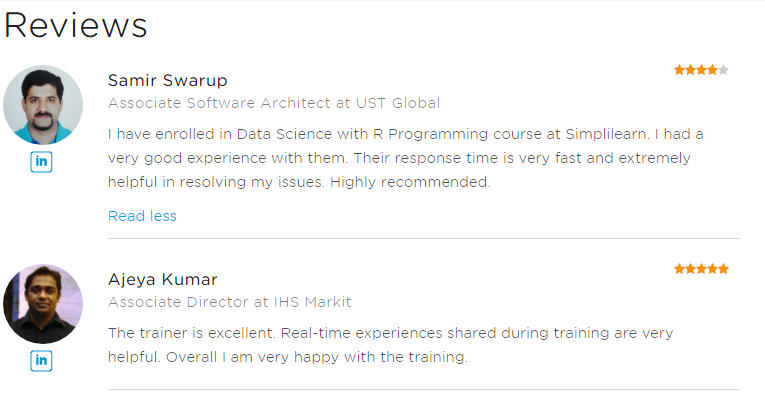 Reviews
Samir Swarup
Associate Software Architect at UST Global
I have enrolled in Data Science with R Programming course at Simplilearn. I had a
very good experience with them. Their response time is very fast and extremely
helpful in resolving my issues. Highly recommended.
in
Read less
Ajeya Kumar
Associate Director at IHS Markit
The trainer is excellent. Real-time experiences shared during training are very
helpful. Overall I am very happy with the training.
in